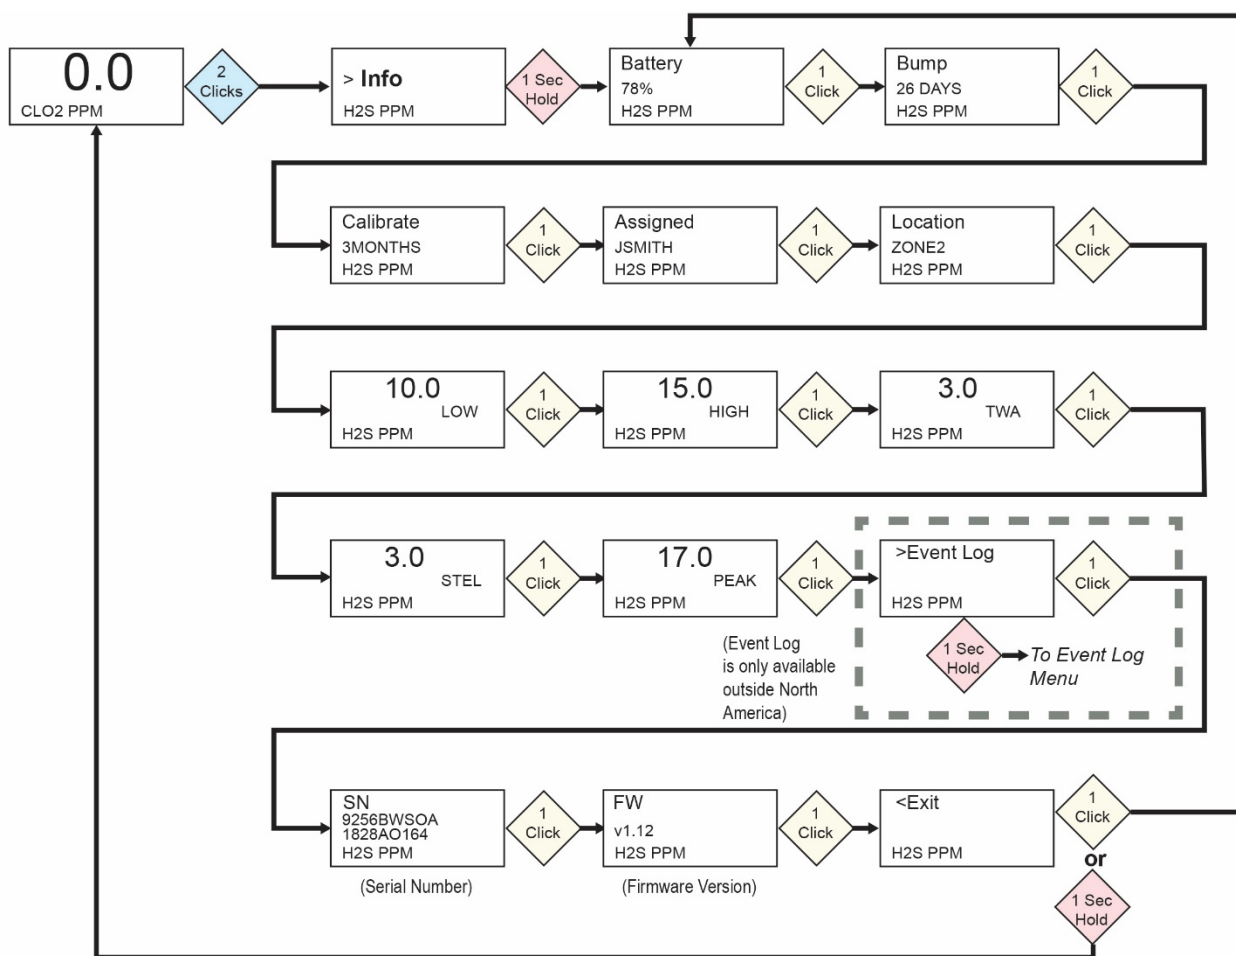 0.0
CLO2 PPM
2
Clicks
> Info
H2S PPM
1 Sec
Hold
Battery
78%
H2S PPM
1
Click
Bump
26 DAYS
H2S PPM
1
Click
Calibrate
3MONTHS
H2S PPM
1
Click
Assigned
JSMITH
H2S PPM
1
Click
Location
ZONE2
H2S PPM
1
Click
10.0
LOW
H2S PPM
1
Click
15.0
HIGH
H2S PPM
1
Click
3.0
TWA
H2S PPM
1
Click
3.0
STEL
H2S PPM
1
Click
17.0
PEAK
H2S PPM
1
Click
>Event Log
H2S PPM
1
Click
(Event Log
is only available
outside North
America)
1 Sec
Hold
To Event Log
Menu
SN
9256BWSOA
1828AO164
H2S PPM
(Serial Number)
1
Click
FW
v1.12
H2S PPM
(Firmware Version)
1
Click
<Exit
H2S PPM
1
Click
or
1 Sec
Hold